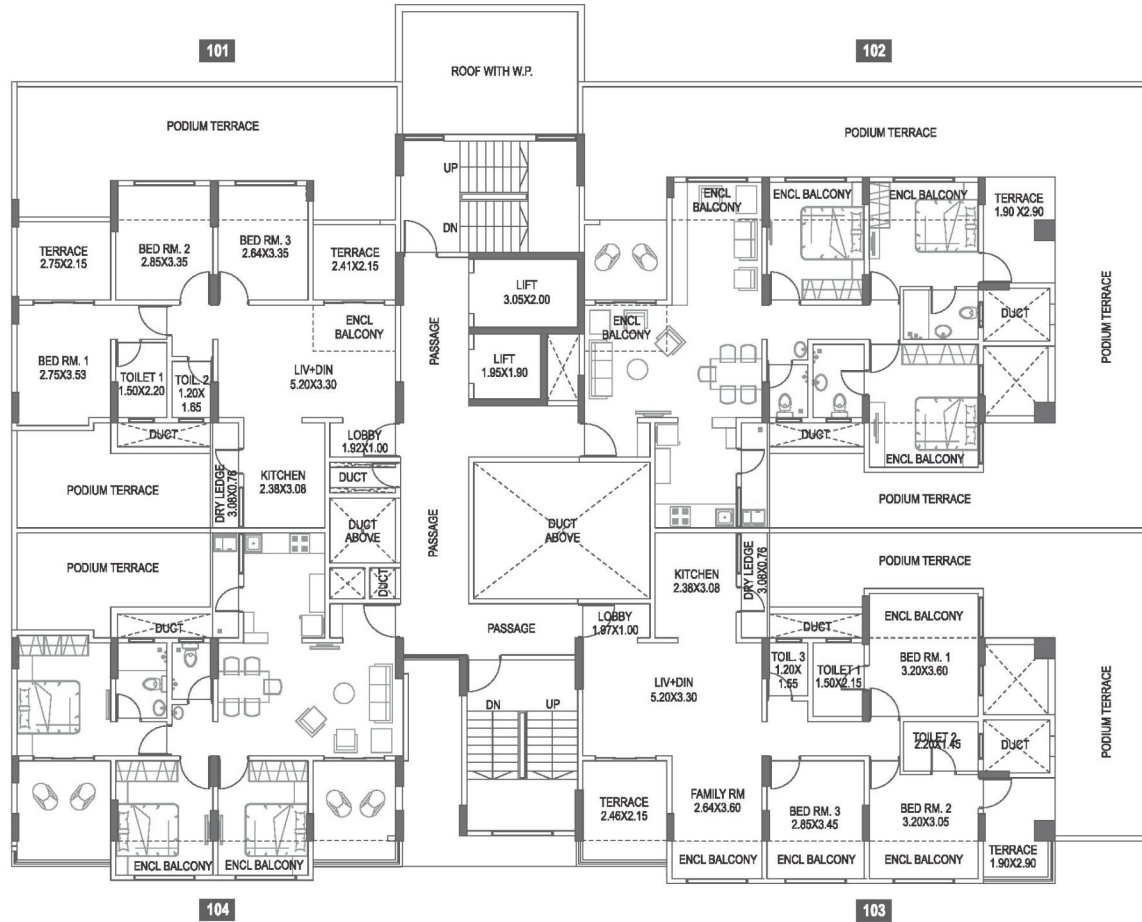 101
102
ROOF WITH W.P.
PODIUM TERRACE
PODIUM TERRACE
UP
DN
ENCL
BALCONY
ENCL BALCONY
ENCL BALCONY
TERRACE
1.90 X2.90
TERRACE
2.75X2.15
BED RM. 2
2.85X3.35
BED RM. 3
2.64X3.35
TERRACE
2.41X2.15
LIFT
3.05X2.00
DUCT
PODIUM TERRACE
ENCL
BALCONY
PASSAGE
ENCL
BALCONY
BED RM. 1
2.75X3.53
TOILET 1
1.50X2.20
TOIL. 2
1.20X
1.65
LIV+DIN
5.20X3.30
LIFT
1.95X1.90
DUCT
LOBBY
1.92X1.00
DUCT
ENCL BALCONY
PODIUM TERRACE
DRY LEDGE
3.08X0.76
KITCHEN
2.38X3.08
DUCT
PODIUM TERRACE
DUCT
ABOVE
PASSAGE
DUCT
ABOVE
PODIUM TERRACE
DUCT
KITCHEN
2.38X3.08
DRY LEDGE
3.08X0.76
PODIUM TERRACE
DUCT
PASSAGE
LOBBY
1.97X1.00
DUCT
ENCL BALCONY
LIV+DIN
5.20X3.30
TOIL. 3
1.20X
1.55
TOILET 1
1.50X2.15
BED RM. 1
3.20X3.60
PODIUM TERRACE
DN
UP
TOILET 2
2.20X1.45
DUCT
TERRACE
2.46X2.15
FAMILY RM
2.64X3.60
BED RM. 3
2.85X3.45
BED RM. 2
3.20X3.05
ENCL BALCONY
ENCL BALCONY
ENCL BALCONY
ENCL BALCONY
ENCL BALCONY
TERRACE
1.90X2.90
104
103